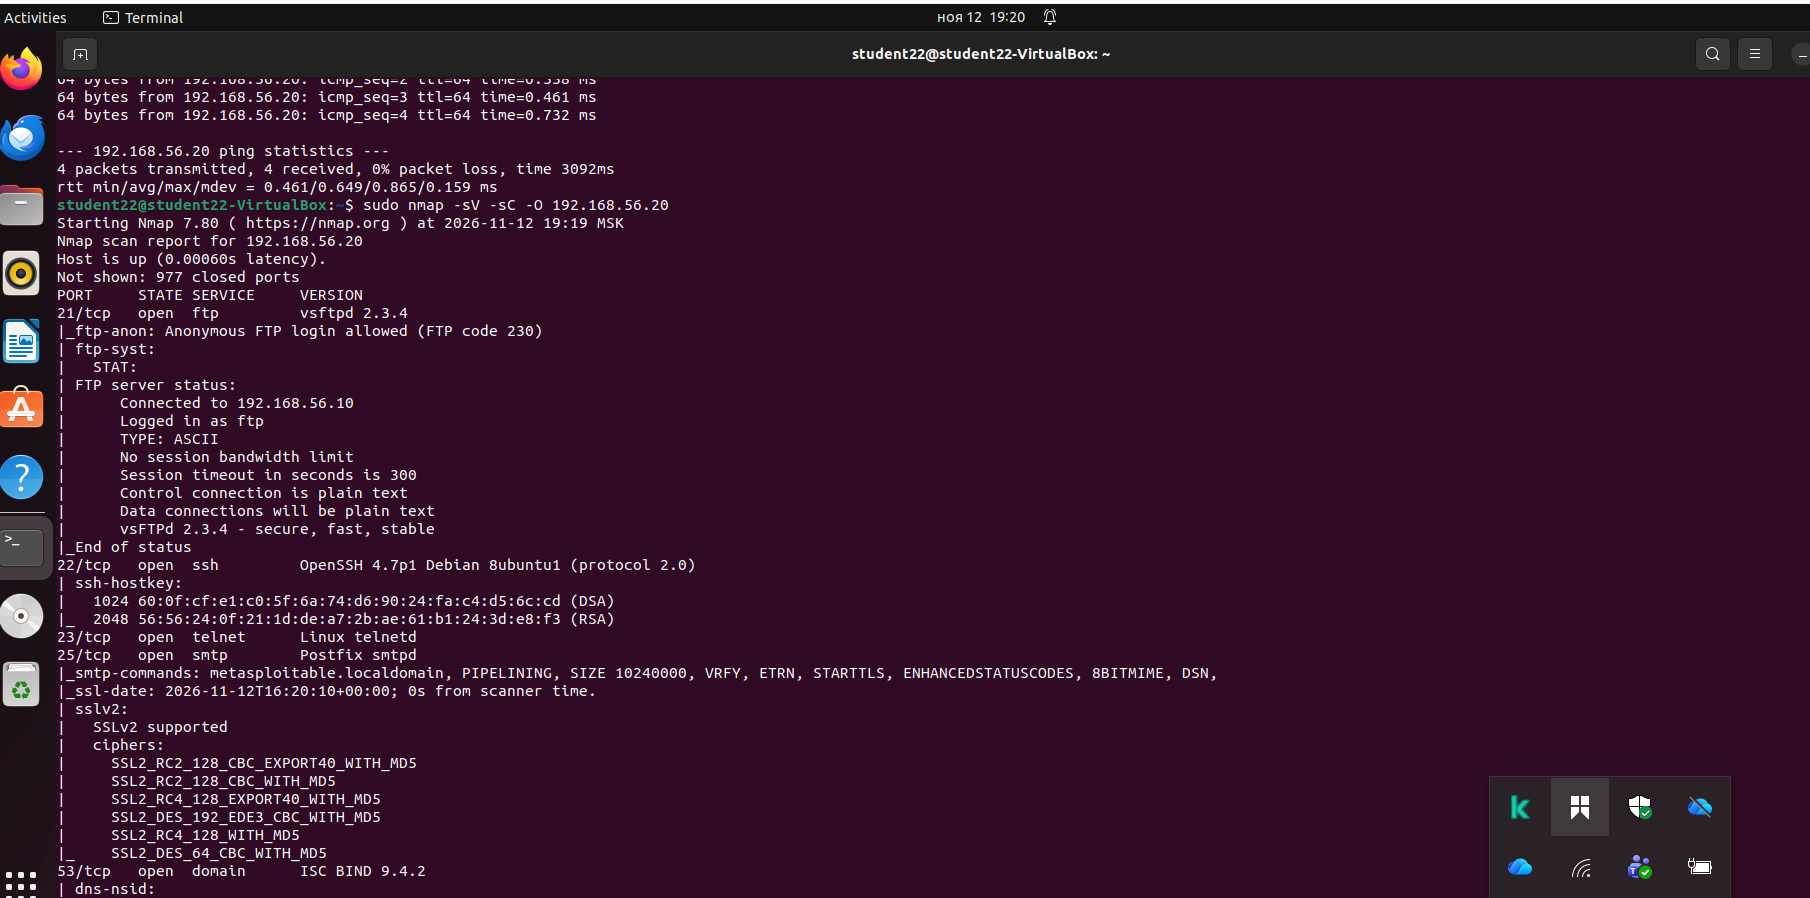 Activities
Terminal
ноя 12 19:20
student22@student22-VirtualBox: ~
64 bytes from 192.168.56.20: icmp_seq=2 ttl=64 time=0.538 ms
64 bytes from 192.168.56.20: icmp_seq=3 ttl=64 time=0.461 ms
64 bytes from 192.168.56.20: icmp_seq=4 ttl=64 time=0.732 ms
--- 192.168.56.20 ping statistics ---
4 packets transmitted, 4 received, 0% packet loss, time 3092ms
rtt min/avg/max/mdev = 0.461/0.649/0.865/0.159 ms
student22@student22-VirtualBox:~$ sudo nmap -sV -sC -O 192.168.56.20
Starting Nmap 7.80 ( https://nmap.org ) at 2026-11-12 19:19 MSK
Nmap scan report for 192.168.56.20
Host is up (0.00060s latency).
Not shown: 977 closed ports
PORT     STATE SERVICE     VERSION
21/tcp   open  ftp         vsftpd 2.3.4
|_ftp-anon: Anonymous FTP login allowed (FTP code 230)
| ftp-syst:
|   STAT:
| FTP server status:
|      Connected to 192.168.56.10
|      Logged in as ftp
|      TYPE: ASCII
|      No session bandwidth limit
|      Session timeout in seconds is 300
|      Control connection is plain text
|      Data connections will be plain text
|      vsFTPd 2.3.4 - secure, fast, stable
|_End of status
22/tcp   open  ssh         OpenSSH 4.7p1 Debian 8ubuntu1 (protocol 2.0)
| ssh-hostkey:
|   1024 60:0f:cf:e1:c0:5f:6a:74:d6:90:24:fa:c4:d5:6c:cd (DSA)
|_  2048 56:56:24:0f:21:1d:de:a7:2b:ae:61:b1:24:3d:e8:f3 (RSA)
23/tcp   open  telnet      Linux telnetd
25/tcp   open  smtp        Postfix smtpd
|_smtp-commands: metasploitable.localdomain, PIPELINING, SIZE 10240000, VRFY, ETRN, STARTTLS, ENHANCEDSTATUSCODES, 8BITMIME, DSN,
|_ssl-date: 2026-11-12T16:20:10+00:00; 0s from scanner time.
| sslv2:
|   SSLv2 supported
|   ciphers:
|     SSL2_RC2_128_CBC_EXPORT40_WITH_MD5
|     SSL2_RC2_128_CBC_WITH_MD5
|     SSL2_RC4_128_EXPORT40_WITH_MD5
|     SSL2_DES_192_EDE3_CBC_WITH_MD5
|     SSL2_RC4_128_WITH_MD5
|_    SSL2_DES_64_CBC_WITH_MD5
53/tcp   open  domain      ISC BIND 9.4.2
| dns-nsid: